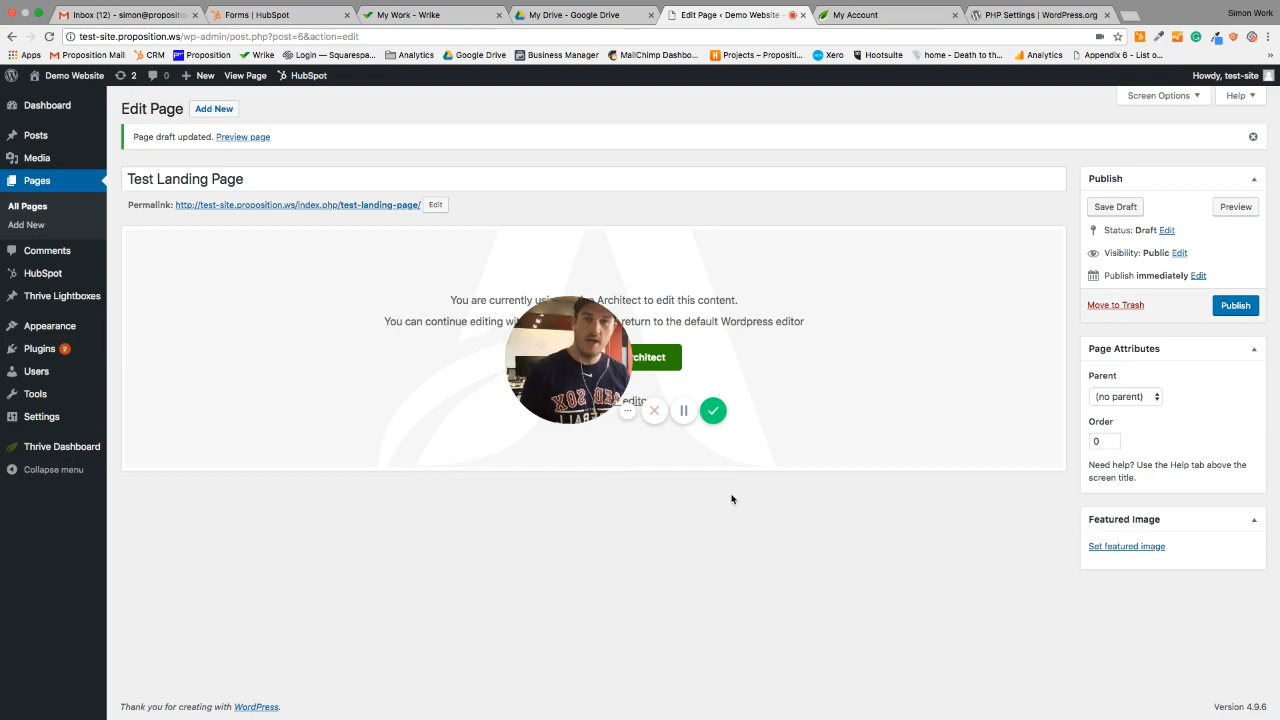 Inbox (12) - simon@propositio
Forms | HubSpot
My Work - Wrike
My Drive - Google Drive
Edit Page ‹ Demo Website –
My Account
PHP Settings | WordPress.org
Simon Work
test-site.proposition.ws/wp-admin/post.php?post=6&action=edit
Apps
Proposition Mail
CRM
Proposition
Wrike
Login — Squarespa...
Analytics
Google Drive
Business Manager
MailChimp Dashbo...
Projects – Propositi...
Xero
Hootsuite
home - Death to th...
Analytics
Appendix 6 - List o...
Demo Website
2
0
New
View Page
HubSpot
Howdy, test-site
Dashboard
Posts
Media
Pages
All Pages
Add New
Comments
HubSpot
Thrive Lightboxes
Appearance
Plugins 2
Users
Tools
Settings
Thrive Dashboard
Collapse menu
Edit Page
Add New
Screen Options
Help
Page draft updated. Preview page
Test Landing Page
Permalink: http://test-site.proposition.ws/index.php/test-landing-page/ Edit
You are currently Architect to edit this content.
You can continue editing return to the default Wordpress editor
RED SOX
Publish
Save Draft
Preview
Status: Draft Edit
Visibility: Public Edit
Publish immediately Edit
Move to Trash
Publish
Page Attributes
Parent
(no parent)
Order
0
Need help? Use the Help tab above the
screen title.
Featured Image
Set featured image
Thank you for creating with WordPress.
Version 4.9.6